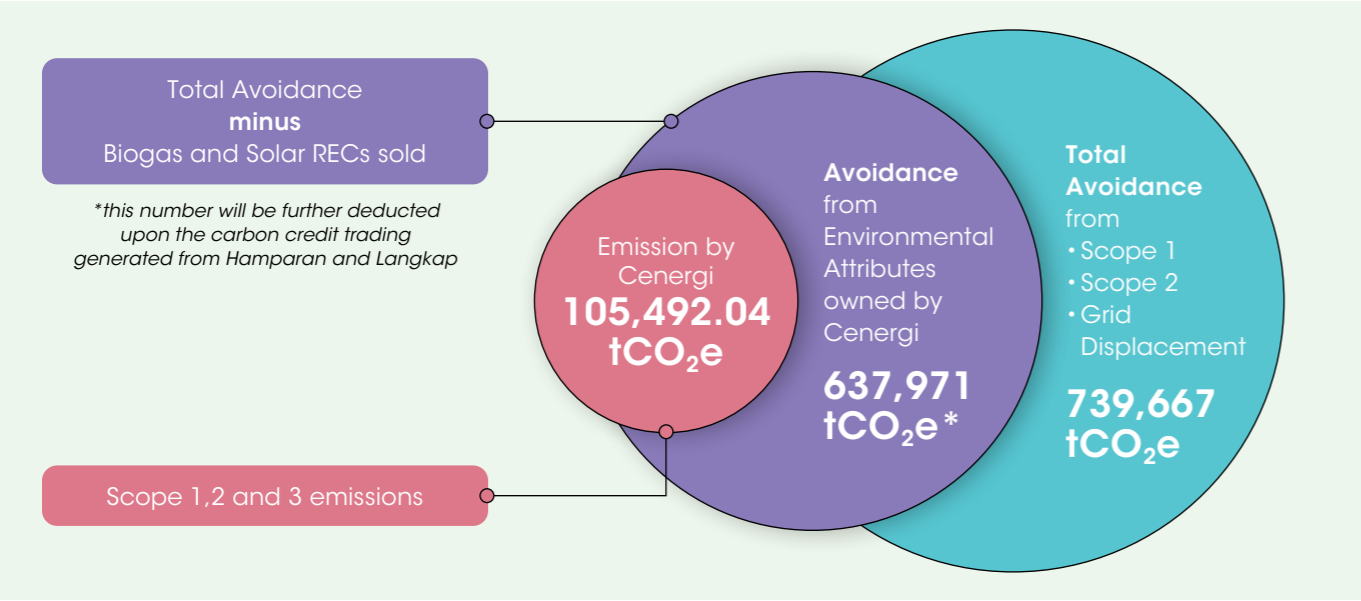 Total Avoidance
minus
Biogas and Solar RECs sold
*this number will be further deducted
upon the carbon credit trading
generated from Hamparan and Langkap
Scope 1,2 and 3 emissions
Emission by
Cenergi
105,492.04
tCO₂e
Avoidance
from
Environmental
Attributes
owned by
Cenergi
637,971
tCO₂e*
Total
Avoidance
from
• Scope 1
• Scope 2
• Grid
Displacement
739,667
tCO₂e